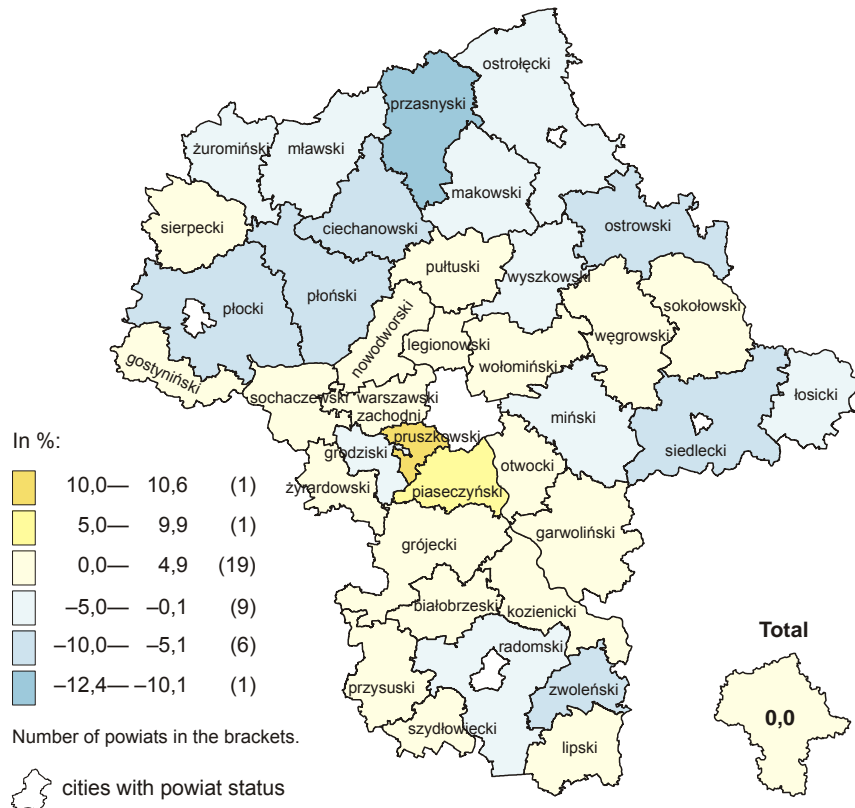 ostrołęcki
przasnyski
żuromiński
mławski
makowski
sierpecki
ciechanowski
ostrowski
pułtuski
wyszkowski
płocki
płoński
sokołowski
węgrowski
nowodworski
legionowski
wołomiński
gostyniński
sochaczewski
warszawski
zachodni
łosicki
miński
siedlecki
pruszkowski
grodziski
otwocki
żyrardowski
piaseczyński
garwoliński
grójecki
białobrzeski
kozienicki
radomski
przysuski
zwoleński
szydłowiecki
lipski
In %:
10,0— 10,6 (1)
5,0— 9,9 (1)
0,0— 4,9 (19)
–5,0— –0,1 (9)
–10,0— –5,1 (6)
–12,4— –10,1 (1)
Number of powiats in the brackets.
cities with powiat status
Total
0,0